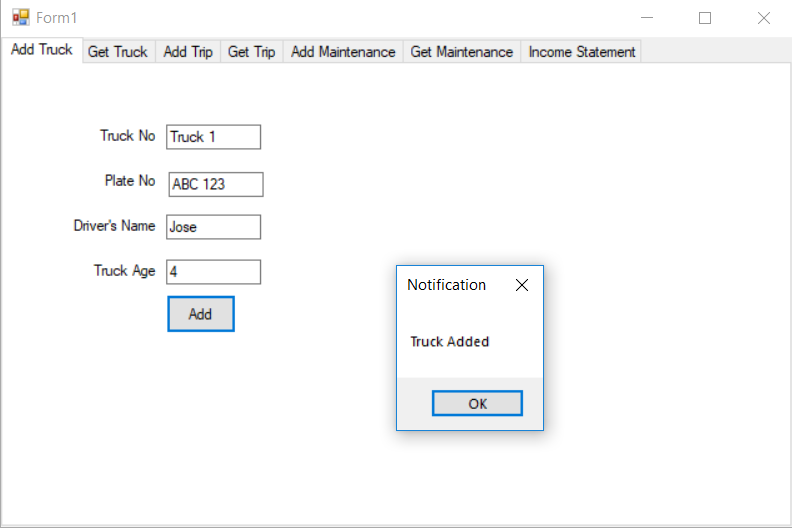 Form1
Add Truck Get Truck Add Trip Get Trip Add Maintenance Get Maintenance Income Statement
Truck No Truck 1
Plate No ABC 123
Driver's Name Jose
Truck Age 4
Add
Notification
Truck Added
OK